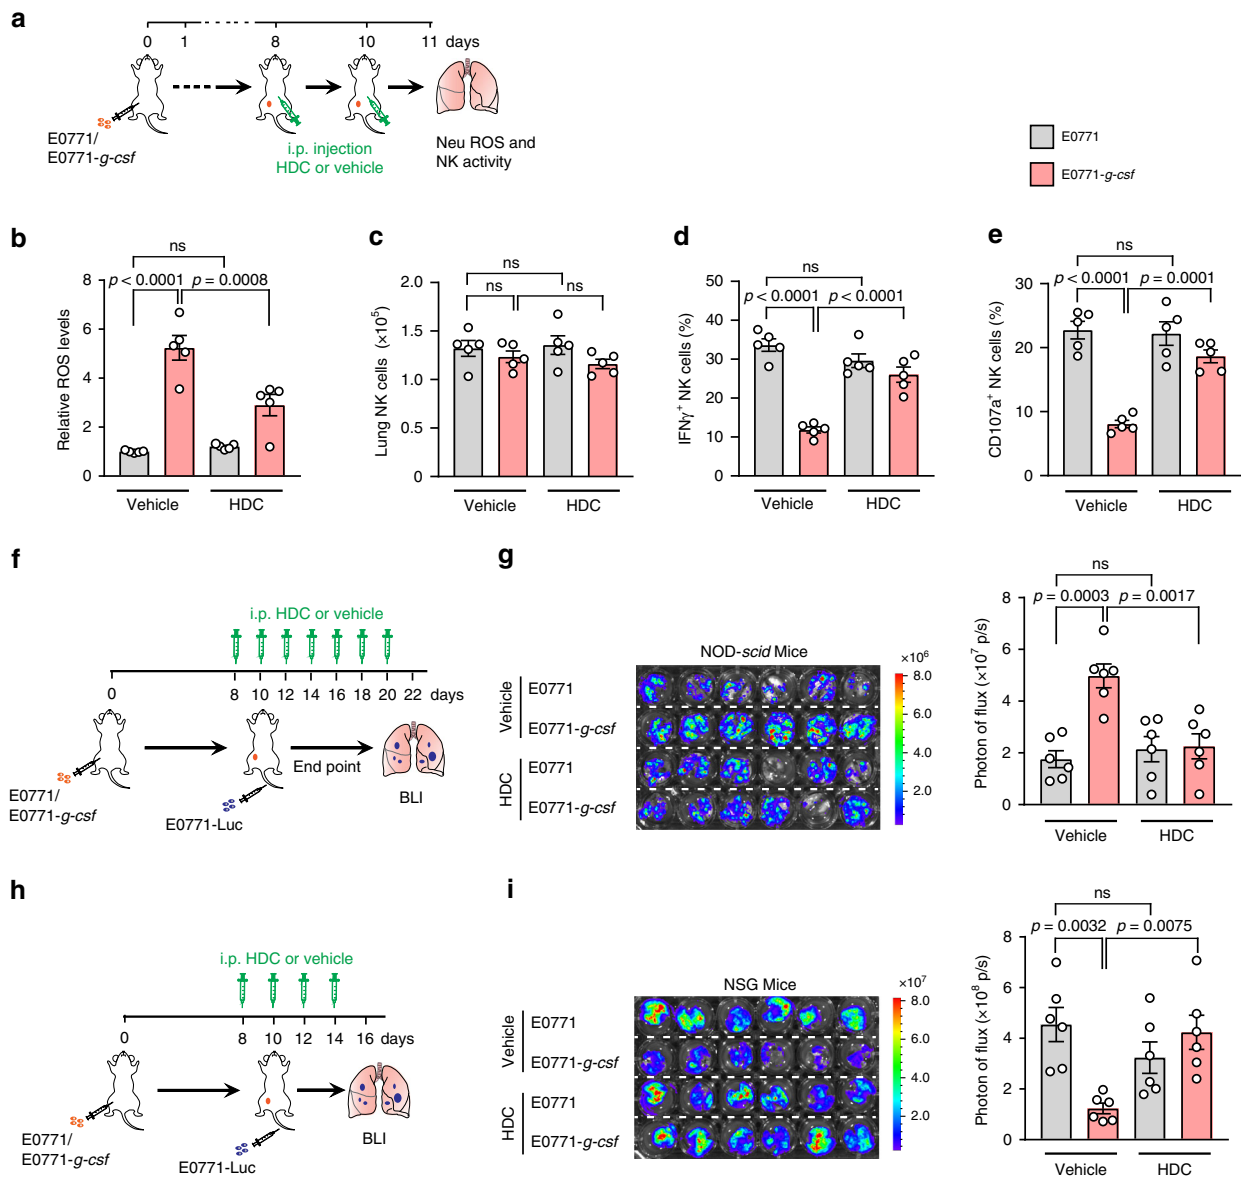 a
0 1 8 10 11 days
E0771/
E0771-g-csf
i.p. injection
HDC or vehicle
Neu ROS and
NK activity
E0771
E0771-g-csf
b
ns
p < 0.0001 p = 0.0008
Relative ROS levels
8
6
4
2
0
Vehicle HDC
c
ns
ns ns
Lung NK cells (×10⁵)
2.0
1.5
1.0
0
Vehicle HDC
d
ns
p < 0.0001 p < 0.0001
IFNγ⁺ NK cells (%)
50
40
30
20
10
0
Vehicle HDC
e
ns
p < 0.0001 p = 0.0001
CD107a⁺ NK cells (%)
30
20
10
0
Vehicle HDC
f
i.p. HDC or vehicle
0 8 10 12 14 16 18 20 22 days
E0771/
E0771-g-csf
E0771-Luc
End point
BLI
g
NOD-scid Mice
Vehicle
E0771
E0771-g-csf
HDC
E0771
E0771-g-csf
×10⁶
8.0
6.0
4.0
2.0
ns
p = 0.0003 p = 0.0017
Photon of flux (×10⁷ p/s)
8
6
4
2
0
Vehicle HDC
h
i.p. HDC or vehicle
0 8 10 12 14 16 days
E0771/
E0771-g-csf
E0771-Luc
BLI
i
NSG Mice
Vehicle
E0771
E0771-g-csf
HDC
E0771
E0771-g-csf
×10⁷
8.0
6.0
4.0
2.0
ns
p = 0.0032 p = 0.0075
Photon of flux (×10⁸ p/s)
8
6
4
2
0
Vehicle HDC